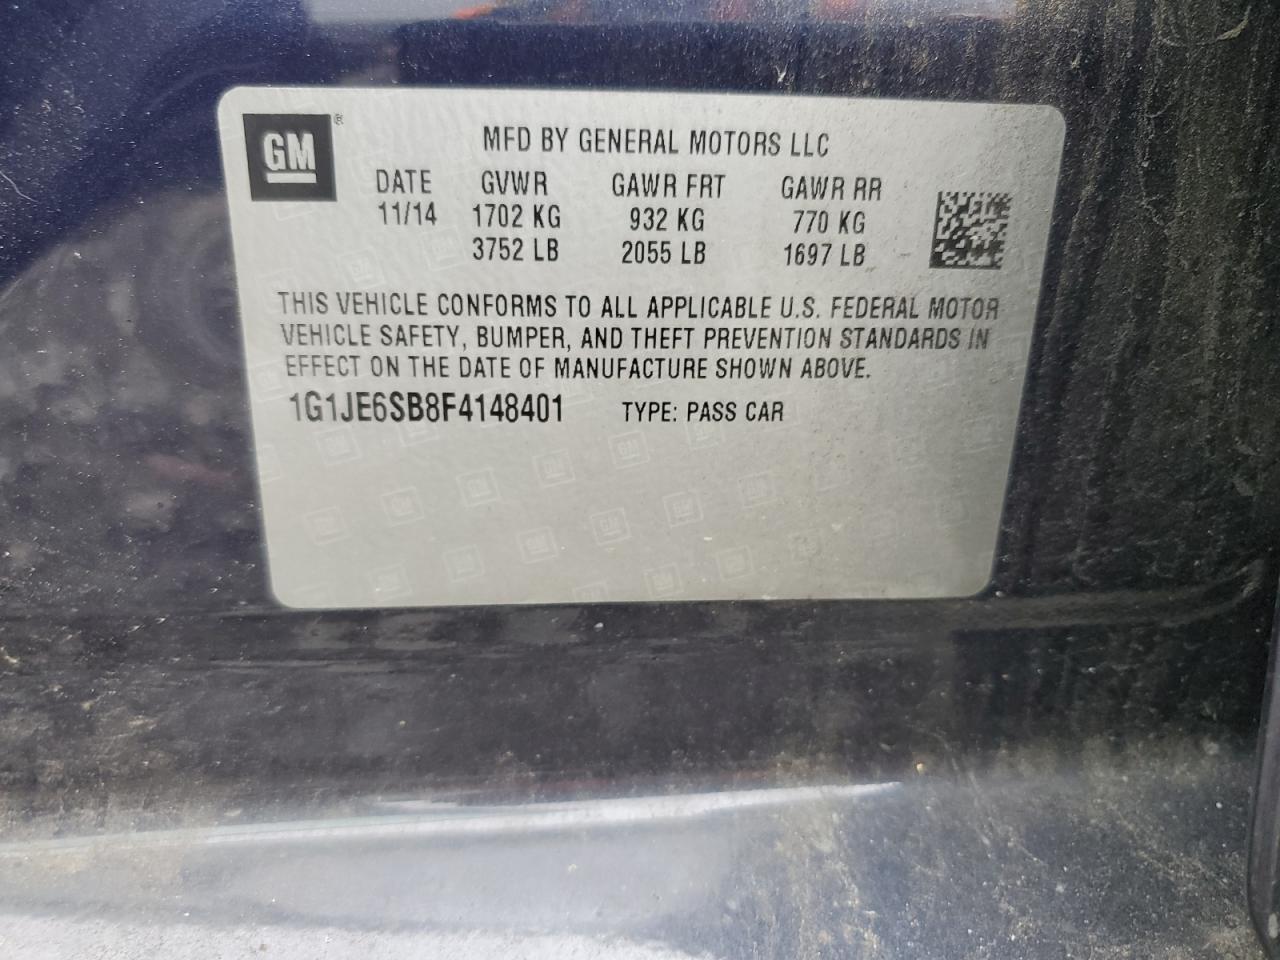 GM ®
MFD BY GENERAL MOTORS LLC
DATE GVWR GAWR FRT GAWR RR
11/14 1702 KG 932 KG 770 KG
3752 LB 2055 LB 1697 LB
THIS VEHICLE CONFORMS TO ALL APPLICABLE U.S. FEDERAL MOTOR
VEHICLE SAFETY, BUMPER, AND THEFT PREVENTION STANDARDS IN
EFFECT ON THE DATE OF MANUFACTURE SHOWN ABOVE.
1G1JE6SB8F4148401 TYPE: PASS CAR